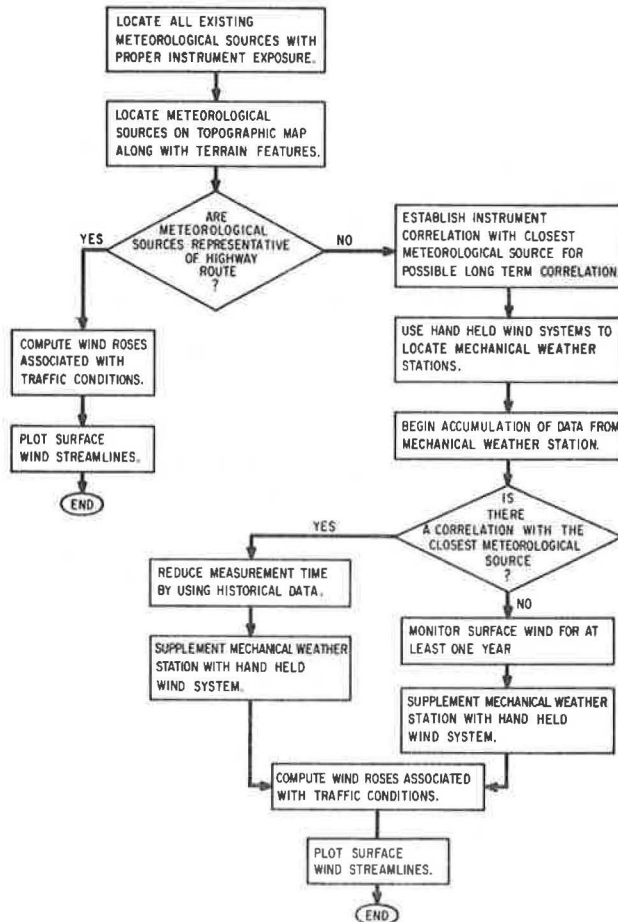 LOCATE ALL EXISTING
METEOROLOGICAL SOURCES WITH
PROPER INSTRUMENT EXPOSURE.
LOCATE METEOROLOGICAL
SOURCES ON TOPOGRAPHIC MAP
ALONG WITH TERRAIN FEATURES.
ARE
METEOROLOGICAL
SOURCES REPRESENTATIVE
OF HIGHWAY
ROUTE
?
YES
NO
COMPUTE WIND ROSES
ASSOCIATED WITH
TRAFFIC CONDITIONS.
PLOT SURFACE
WIND STREAMLINES.
END
ESTABLISH INSTRUMENT
CORRELATION WITH CLOSEST
METEOROLOGICAL SOURCE FOR
POSSIBLE LONG TERM CORRELATION
USE HAND HELD WIND SYSTEMS TO
LOCATE MECHANICAL WEATHER
STATIONS.
BEGIN ACCUMULATION OF DATA FROM
MECHANICAL WEATHER STATION.
IS
THERE
A CORRELATION WITH THE
CLOSEST METEOROLOGICAL
SOURCE
?
YES
REDUCE MEASUREMENT TIME
BY USING HISTORICAL DATA.
SUPPLEMENT MECHANICAL WEATHER
STATION WITH HAND HELD
WIND SYSTEM.
NO
MONITOR SURFACE WIND FOR AT
LEAST ONE YEAR
SUPPLEMENT MECHANICAL WEATHER
STATION WITH HAND HELD
WIND SYSTEM.
COMPUTE WIND ROSES ASSOCIATED
WITH TRAFFIC CONDITIONS.
PLOT SURFACE
WIND STREAMLINES.
END